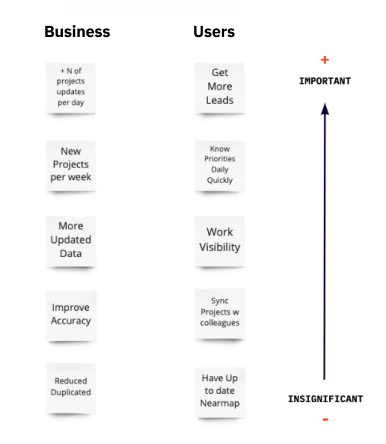 Business
Users
+
IMPORTANT
+ N of
projects
updates
per day
Get
More
Leads
New
Projects
per week
Know
Priorities
Daily
Quickly
More
Updated
Data
Work
Visibility
Improve
Accuracy
Sync
Projects w
colleagues
Reduced
Duplicated
Have Up
to date
Nearmap
INSIGNIFICANT
-